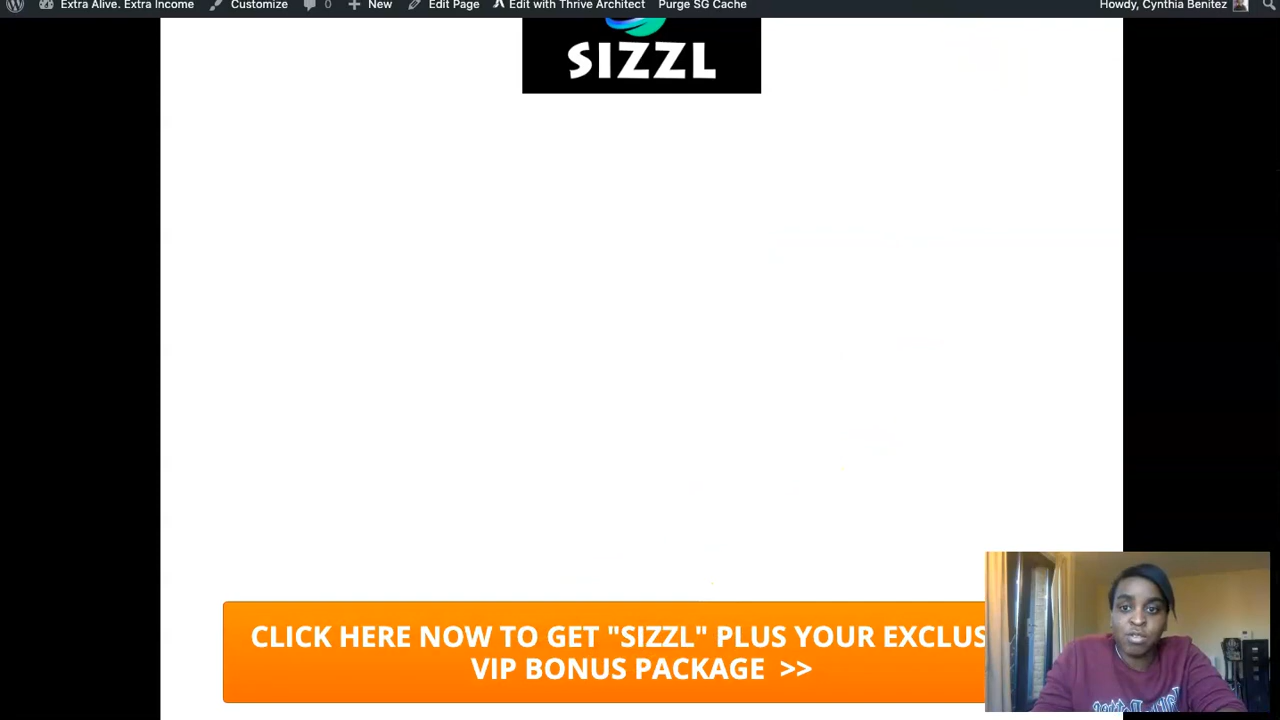 Extra Alive. Extra Income Customize 0 New Edit Page Edit with Thrive Architect Purge SG Cache Howdy, Cynthia Benitez
SIZZL
CLICK HERE NOW TO GET "SIZZL" PLUS YOUR EXCLUS
VIP BONUS PACKAGE >>